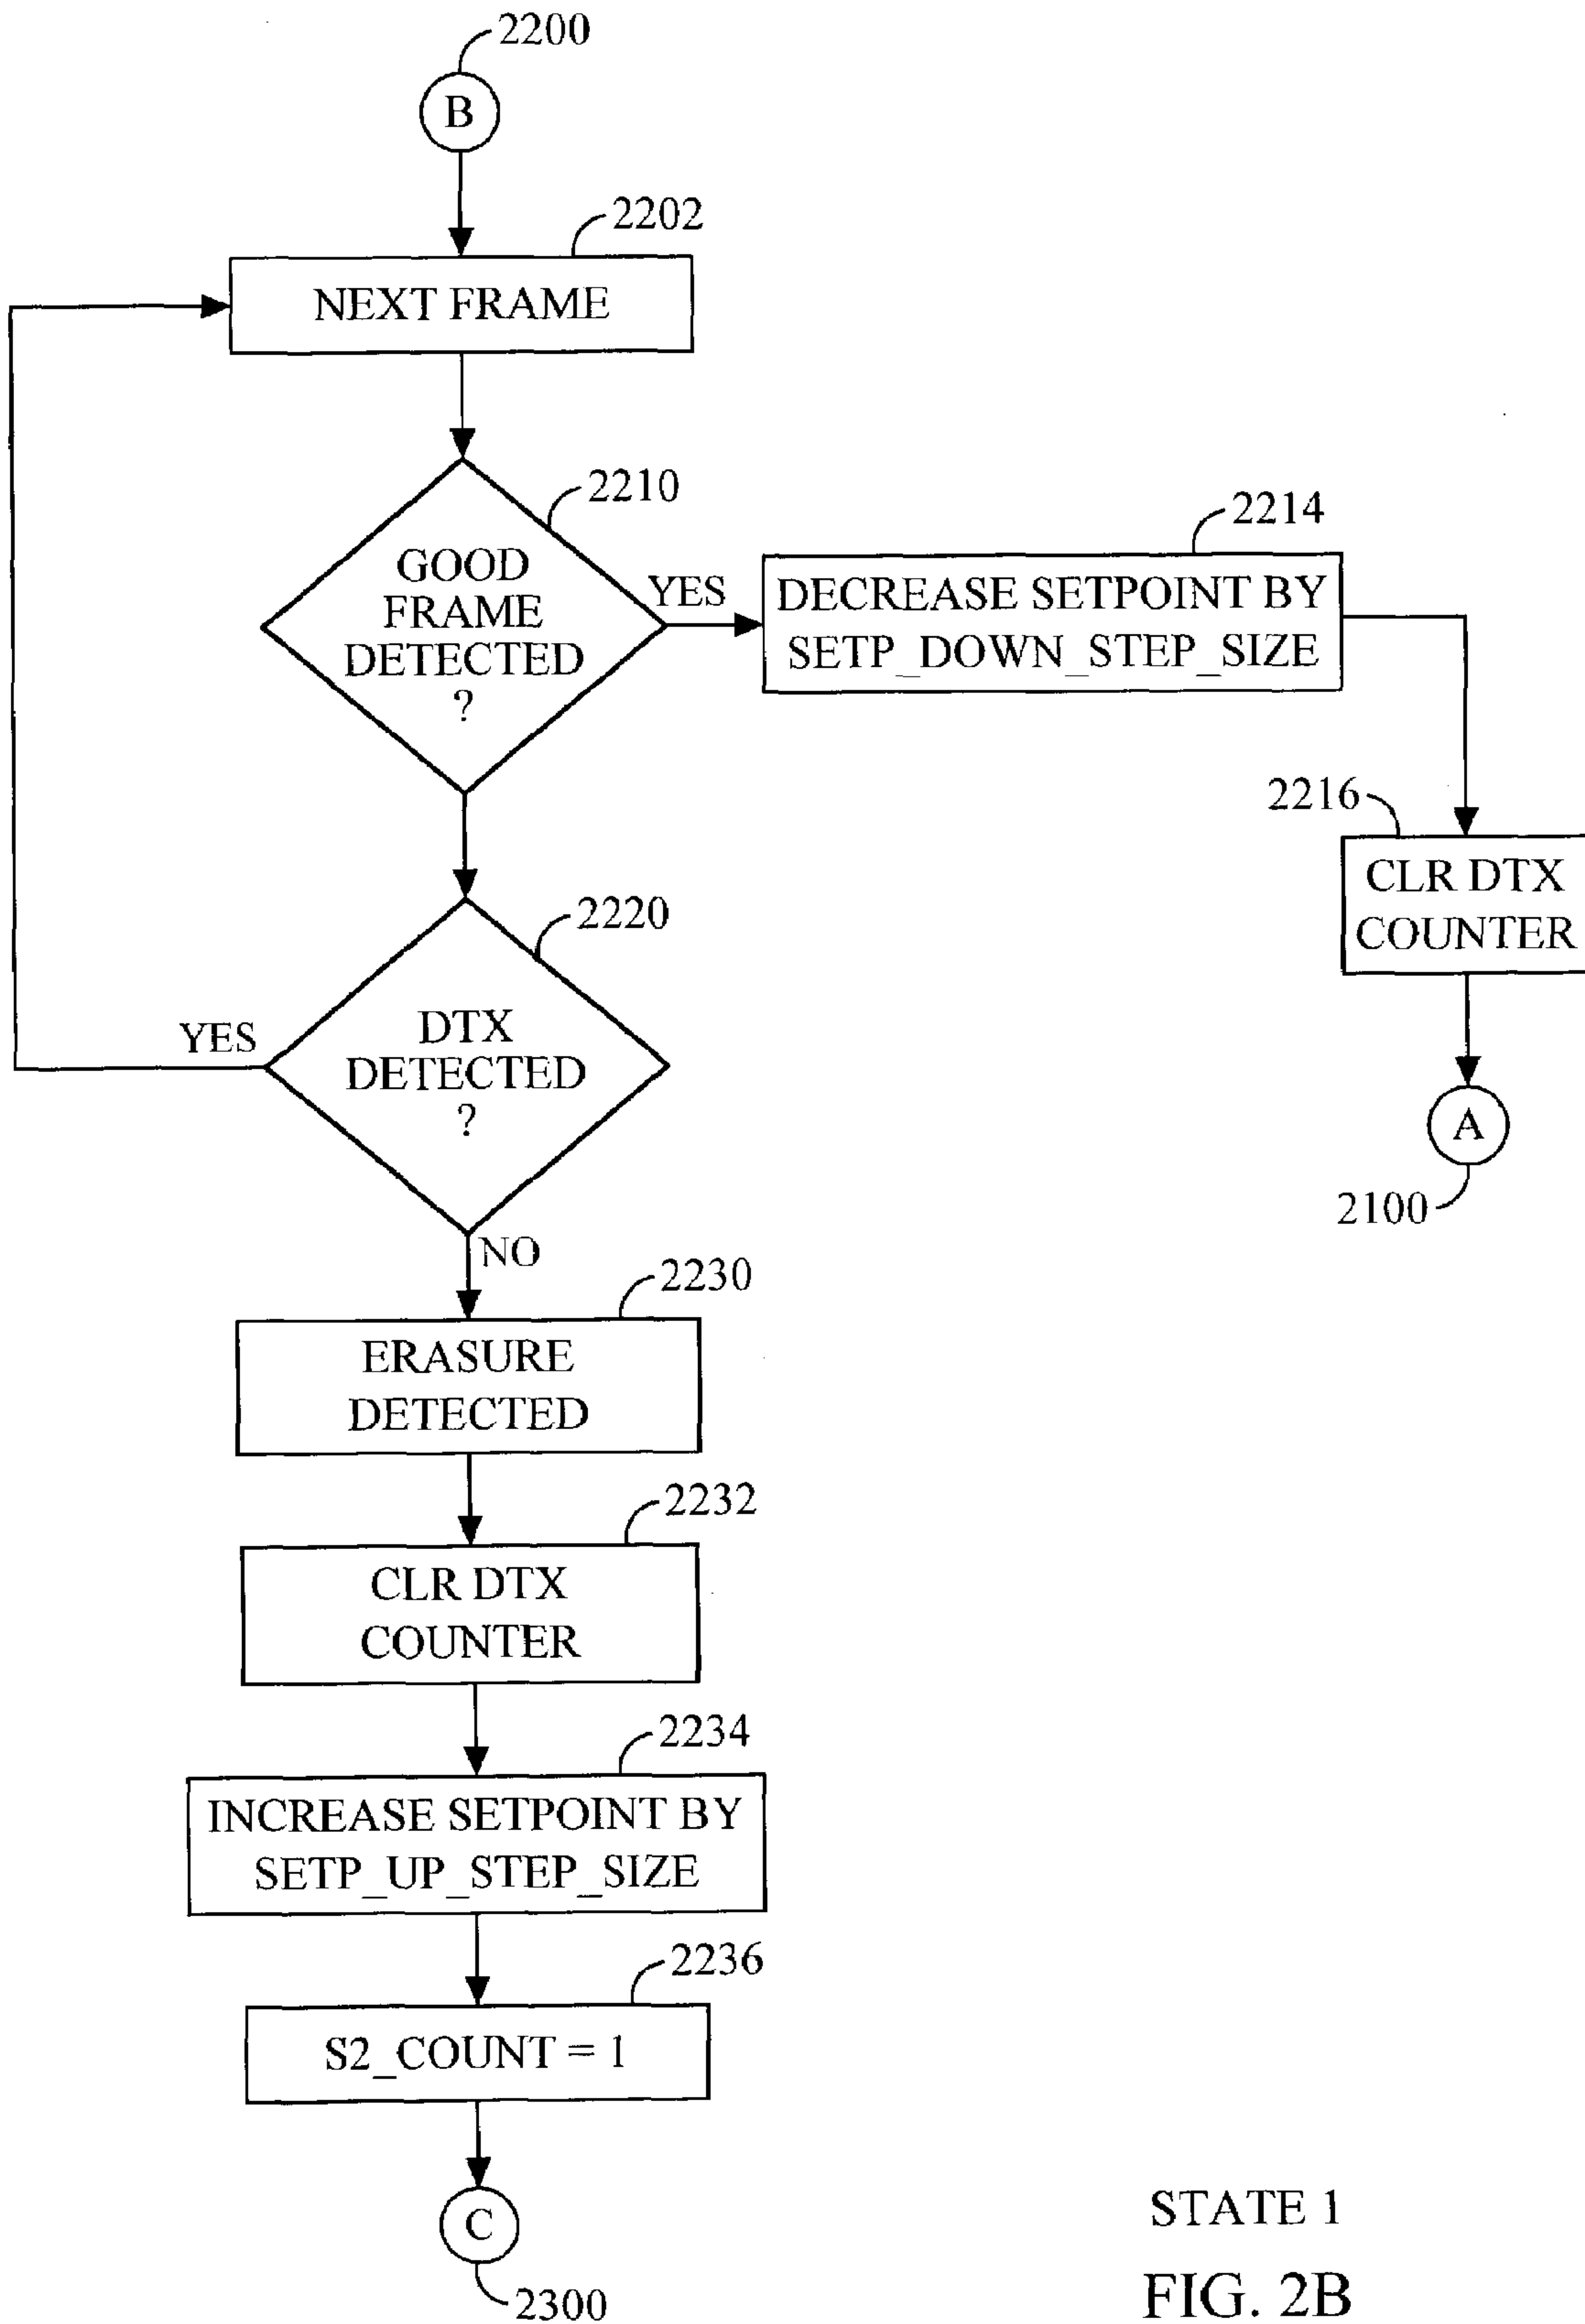 2200
B
2202
NEXT FRAME
2210
GOOD
FRAME
DETECTED
?
YES
2214
DECREASE SETPOINT BY
SETP_DOWN_STEP_SIZE
2216
CLR DTX
COUNTER
A
2100
2220
DTX
DETECTED
?
YES
NO
2230
ERASURE
DETECTED
2232
CLR DTX
COUNTER
2234
INCREASE SETPOINT BY
SETP_UP_STEP_SIZE
2236
S2_COUNT = 1
C
2300
STATE 1
FIG. 2B